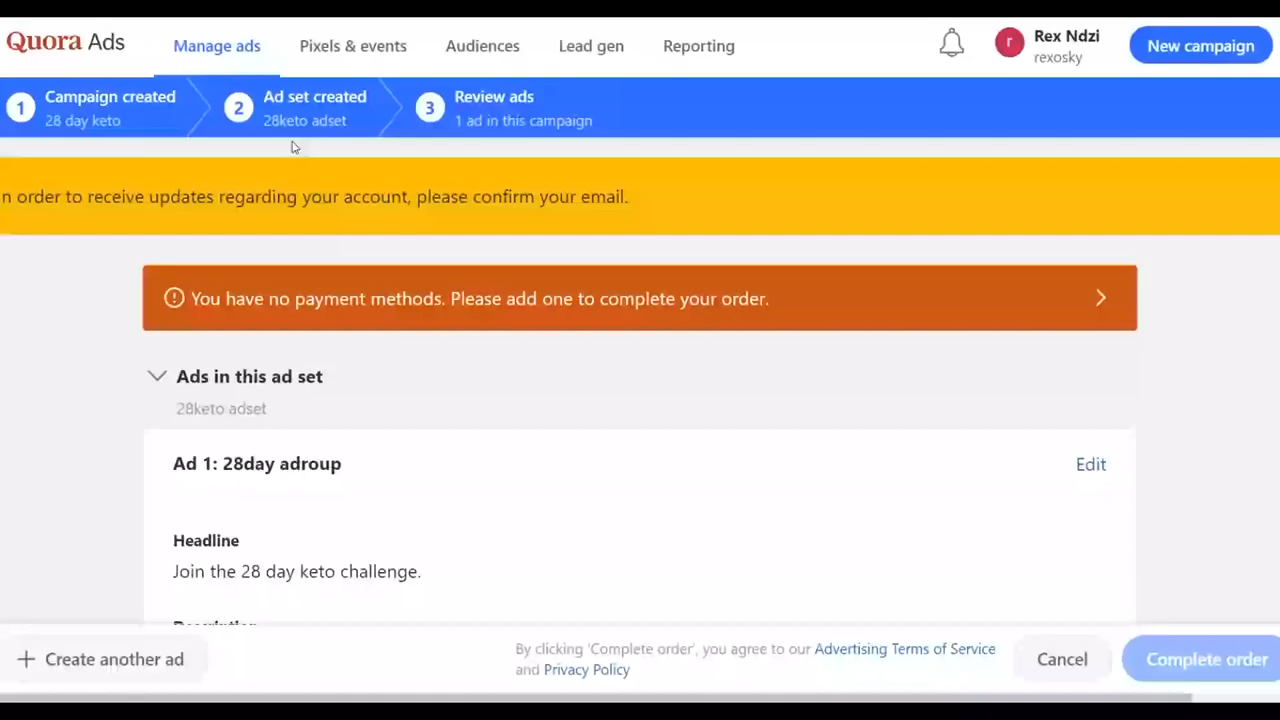 Quora Ads
Manage ads
Pixels & events
Audiences
Lead gen
Reporting
r
Rex Ndzi
rexosky
New campaign
1
Campaign created
28 day keto
2
Ad set created
28keto adset
3
Review ads
1 ad in this campaign
n order to receive updates regarding your account, please confirm your email.
You have no payment methods. Please add one to complete your order.
Ads in this ad set
28keto adset
Ad 1: 28day adroup
Edit
Headline
Join the 28 day keto challenge.
+ Create another ad
By clicking 'Complete order', you agree to our Advertising Terms of Service
and Privacy Policy
Cancel
Complete order